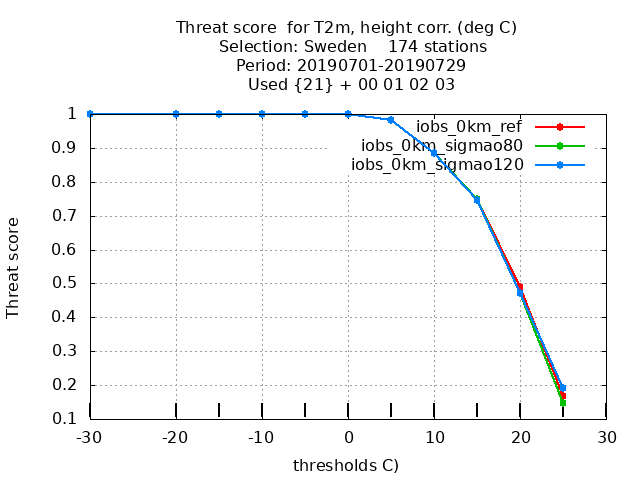 Threat score  for T2m, height corr. (deg C)
Selection: Sweden    174 stations
Period: 20190701-20190729
Used {21} + 00 01 02 03
iobs_0km_ref
iobs_0km_sigmao80
iobs_0km_sigmao120
1
0.9
0.8
0.7
0.6
0.5
0.4
0.3
0.2
0.1
Threat score
-30 -20 -10 0 10 20 30
thresholds C)